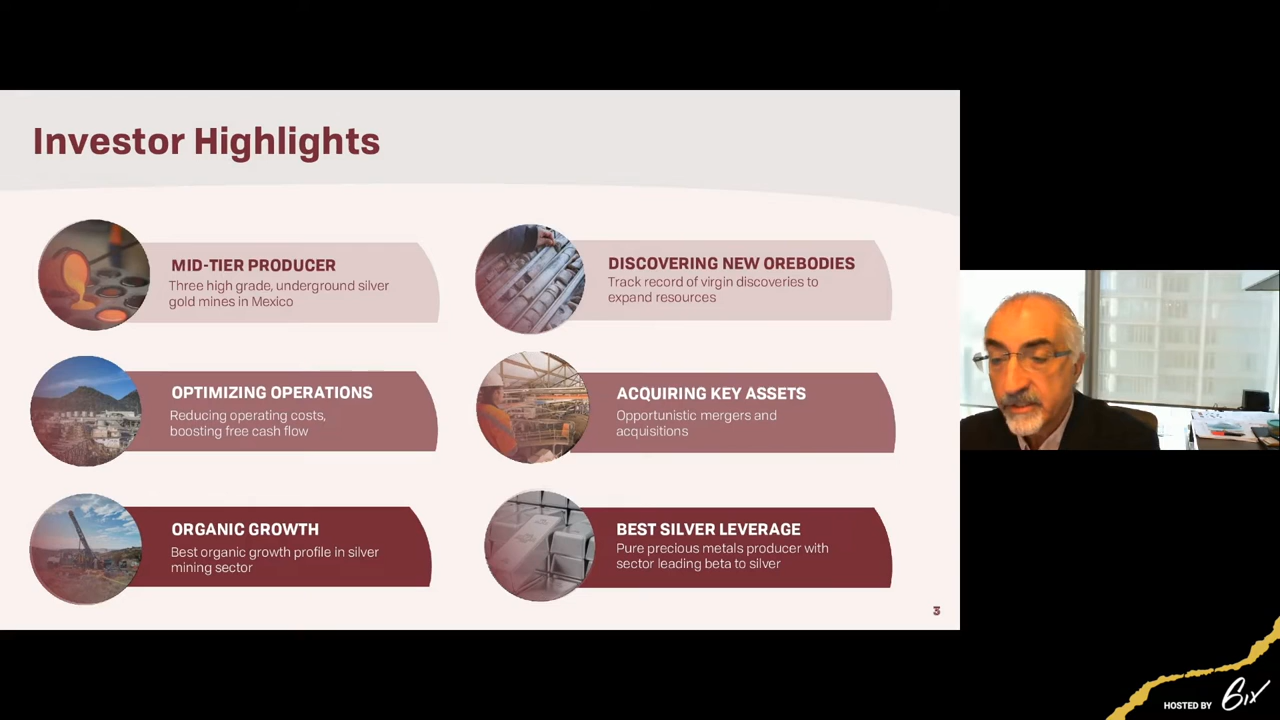 Investor Highlights
MID-TIER PRODUCER
Three high grade, underground silver
gold mines in Mexico
DISCOVERING NEW OREBODIES
Track record of virgin discoveries to
expand resources
OPTIMIZING OPERATIONS
Reducing operating costs,
boosting free cash flow
ACQUIRING KEY ASSETS
Opportunistic mergers and
acquisitions
ORGANIC GROWTH
Best organic growth profile in silver
mining sector
BEST SILVER LEVERAGE
Pure precious metals producer with
sector leading beta to silver
3
HOSTED BY 6ix